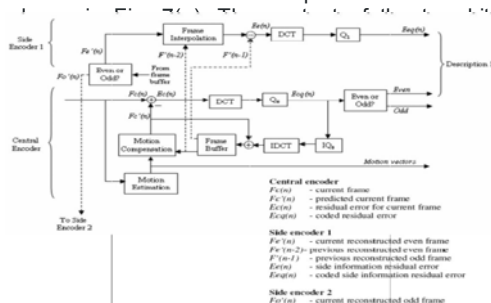 Side
Encoder 1
Frame
Interpolation
Ee(n)
DCT
Q1
Eeq(n)
Fe'(n)
F'(n-2)
F'(n-1)
Fo'(n)
Even or
Odd?
From
frame
buffer
Description 1
Central
Encoder
Fc(n)
Ec(n)
DCT
Q0
Ecq(n)
Even or
Odd?
Even
Odd
Fc'(n)
Motion
Compensation
Frame
Buffer
IDCT
IQ0
Motion vectors
Motion
Estimation
To Side
Encoder 2
Central encoder
Fc(n) - current frame
Fc'(n) - predicted current frame
Ec(n) - residual error for current frame
Ecq(n) - coded residual error
Side encoder 1
Fe'(n) - current reconstructed even frame
Fe'(n-2)- previous reconstructed even frame
F'(n-1) - previous reconstructed odd frame
Ee(n) - side information residual error
Eeq(n) - coded side information residual error
Side encoder 2
Fo'(n) - current reconstructed odd frame